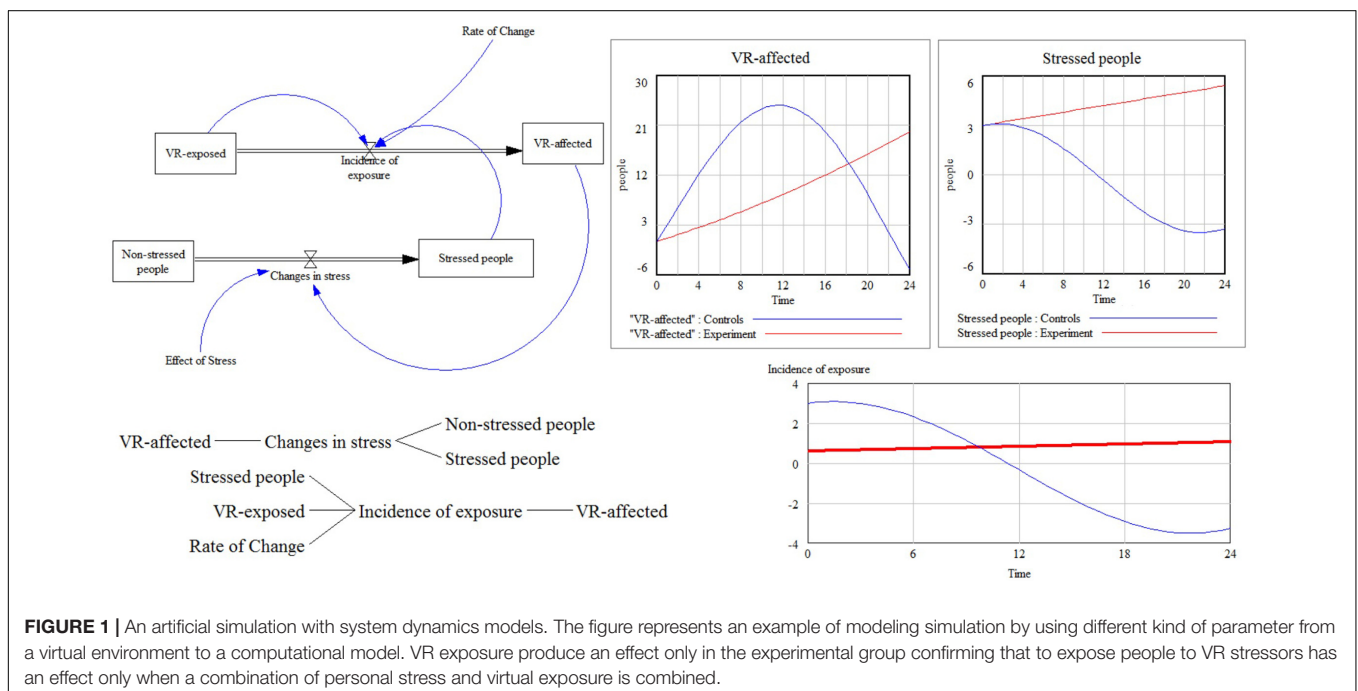 Rate of Change
VR-exposed
Incidence of
exposure
VR-affected
Non-stressed
people
Changes in stress
Stressed people
Effect of Stress
VR-affected
30
21
12
3
-6
people
0 4 8 12 16 20 24
Time
"VR-affected" : Controls
"VR-affected" : Experiment
Stressed people
6
3
0
-3
-6
people
0 4 8 12 16 20 24
Time
Stressed people : Controls
Stressed people : Experiment
VR-affected
Changes in stress
Non-stressed people
Stressed people
Stressed people
VR-exposed
Rate of Change
Incidence of exposure
VR-affected
Incidence of exposure
4
2
0
-2
-4
0 6 12 18 24
Time
FIGURE 1 | An artificial simulation with system dynamics models. The figure represents an example of modeling simulation by using different kind of parameter from
a virtual environment to a computational model. VR exposure produce an effect only in the experimental group confirming that to expose people to VR stressors has
an effect only when a combination of personal stress and virtual exposure is combined.